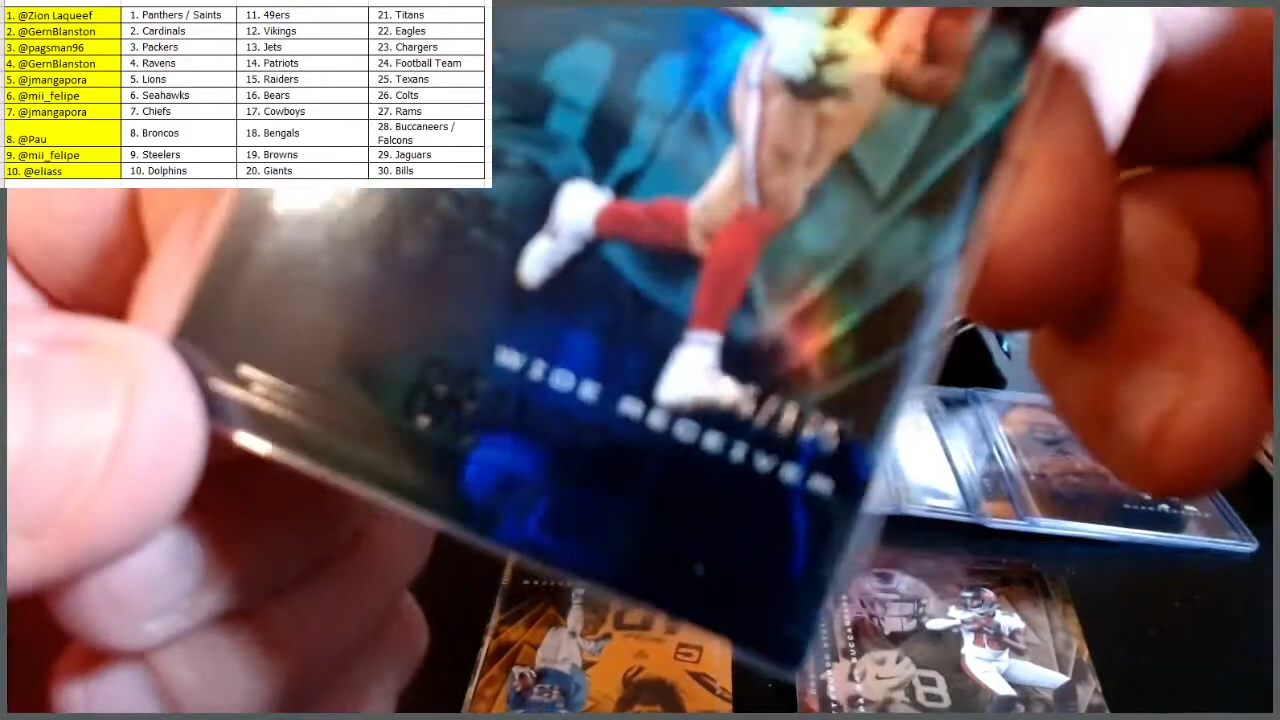 1. @Zion Laqueef 1. Panthers / Saints 11. 49ers 21. Titans
2. @GernBlanston 2. Cardinals 12. Vikings 22. Eagles
3. @pagsman96 3. Packers 13. Jets 23. Chargers
4. @GernBlanston 4. Ravens 14. Patriots 24. Football Team
5. @jmangapora 5. Lions 15. Raiders 25. Texans
6. @mii_felipe 6. Seahawks 16. Bears 26. Colts
7. @jmangapora 7. Chiefs 17. Cowboys 27. Rams
8. @Pau 8. Broncos 18. Bengals 28. Buccaneers / Falcons
9. @mii_felipe 9. Steelers 19. Browns 29. Jaguars
10. @eliass 10. Dolphins 20. Giants 30. Bills
WIDE RECEIVER